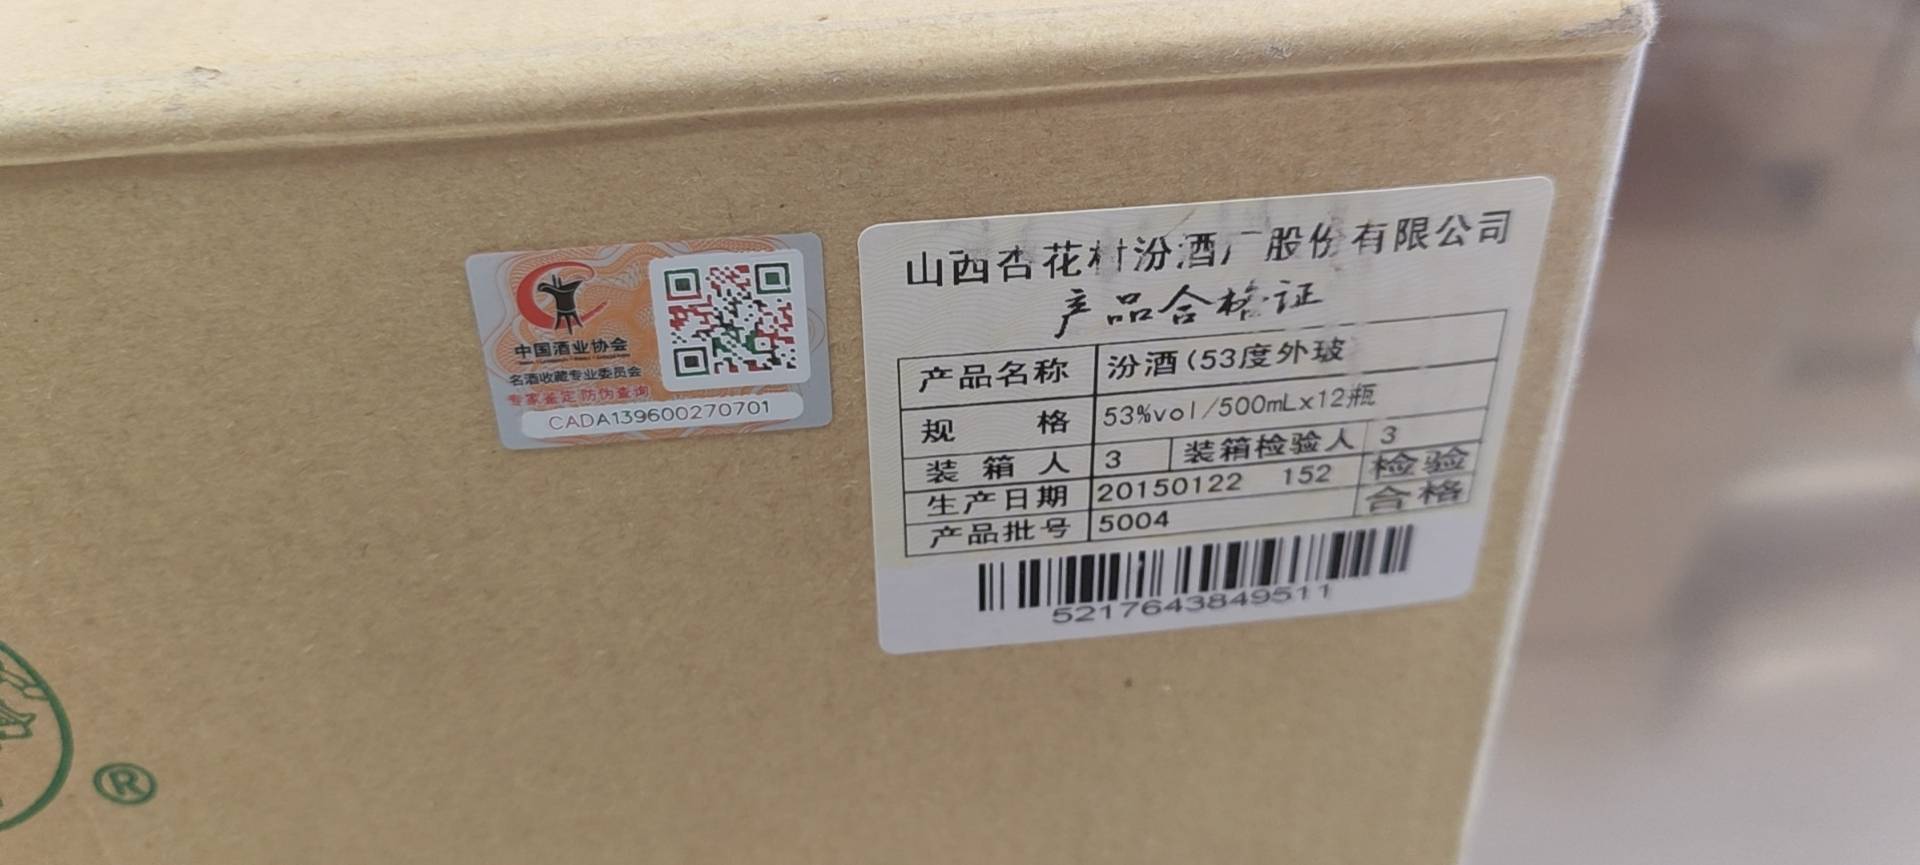 中国酒业协会
名酒收藏专业委员会
专家鉴定 防伪查询
CADA139600270701
山西杏花村汾酒厂股份有限公司
产品合格证
产品名称 汾酒(53度外玻
规格 53%vol/500mLx12瓶
装箱人 3 装箱检验人 3
生产日期 20150122 152 检验
产品批号 5004 合格
5217643849511
®